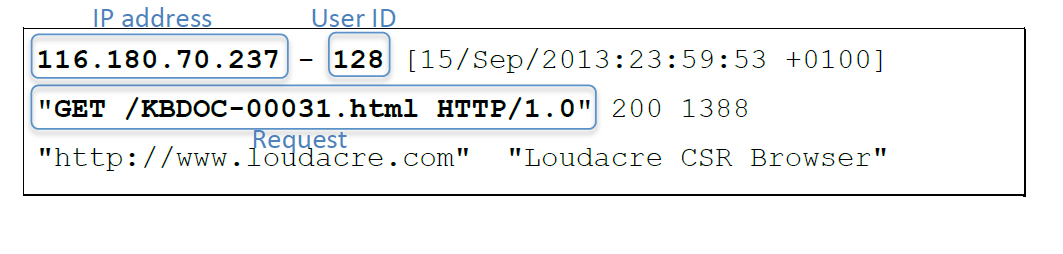 IP address User ID
116.180.70.237 - 128 [15/Sep/2013:23:59:53 +0100]
"GET /KBDOC-00031.html HTTP/1.0" 200 1388
Request
"http://www.loudacre.com" "Loudacre CSR Browser"